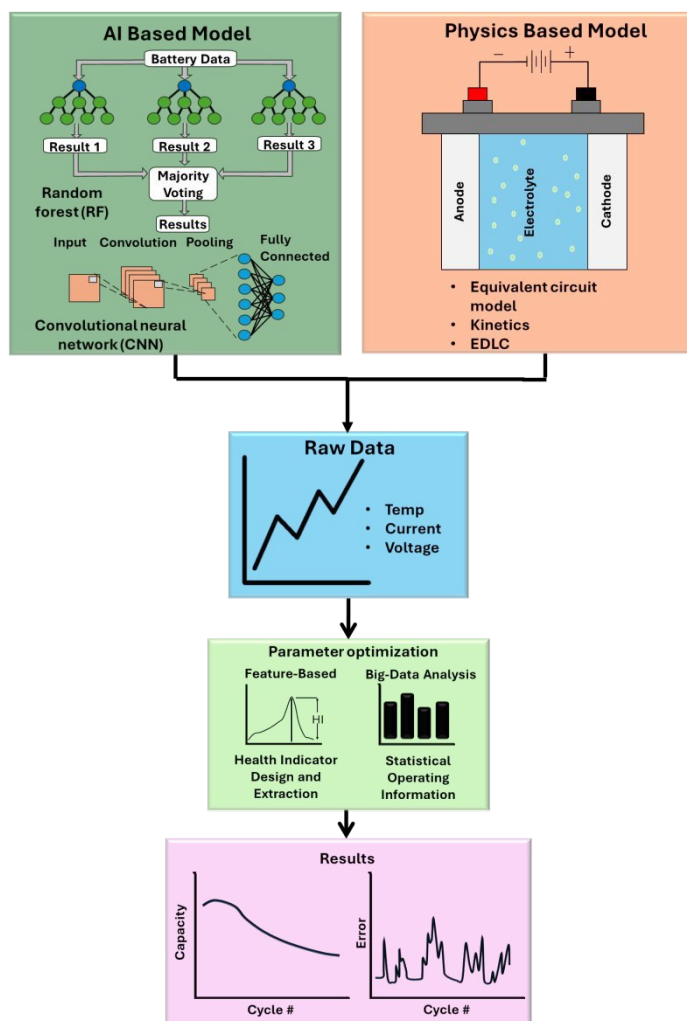 AI Based Model
Battery Data
Result 1
Result 2
Result 3
Majority
Voting
Random
forest (RF)
Results
Input
Convolution
Pooling
Fully
Connected
Convolutional neural
network (CNN)
Physics Based Model
−
+
Anode
Electrolyte
Cathode
• Equivalent circuit
model
• Kinetics
• EDLC
Raw Data
• Temp
• Current
• Voltage
Parameter optimization
Feature-Based
HI
Health Indicator
Design and
Extraction
Big-Data Analysis
Statistical
Operating
Information
Results
Capacity
Cycle #
Error
Cycle #